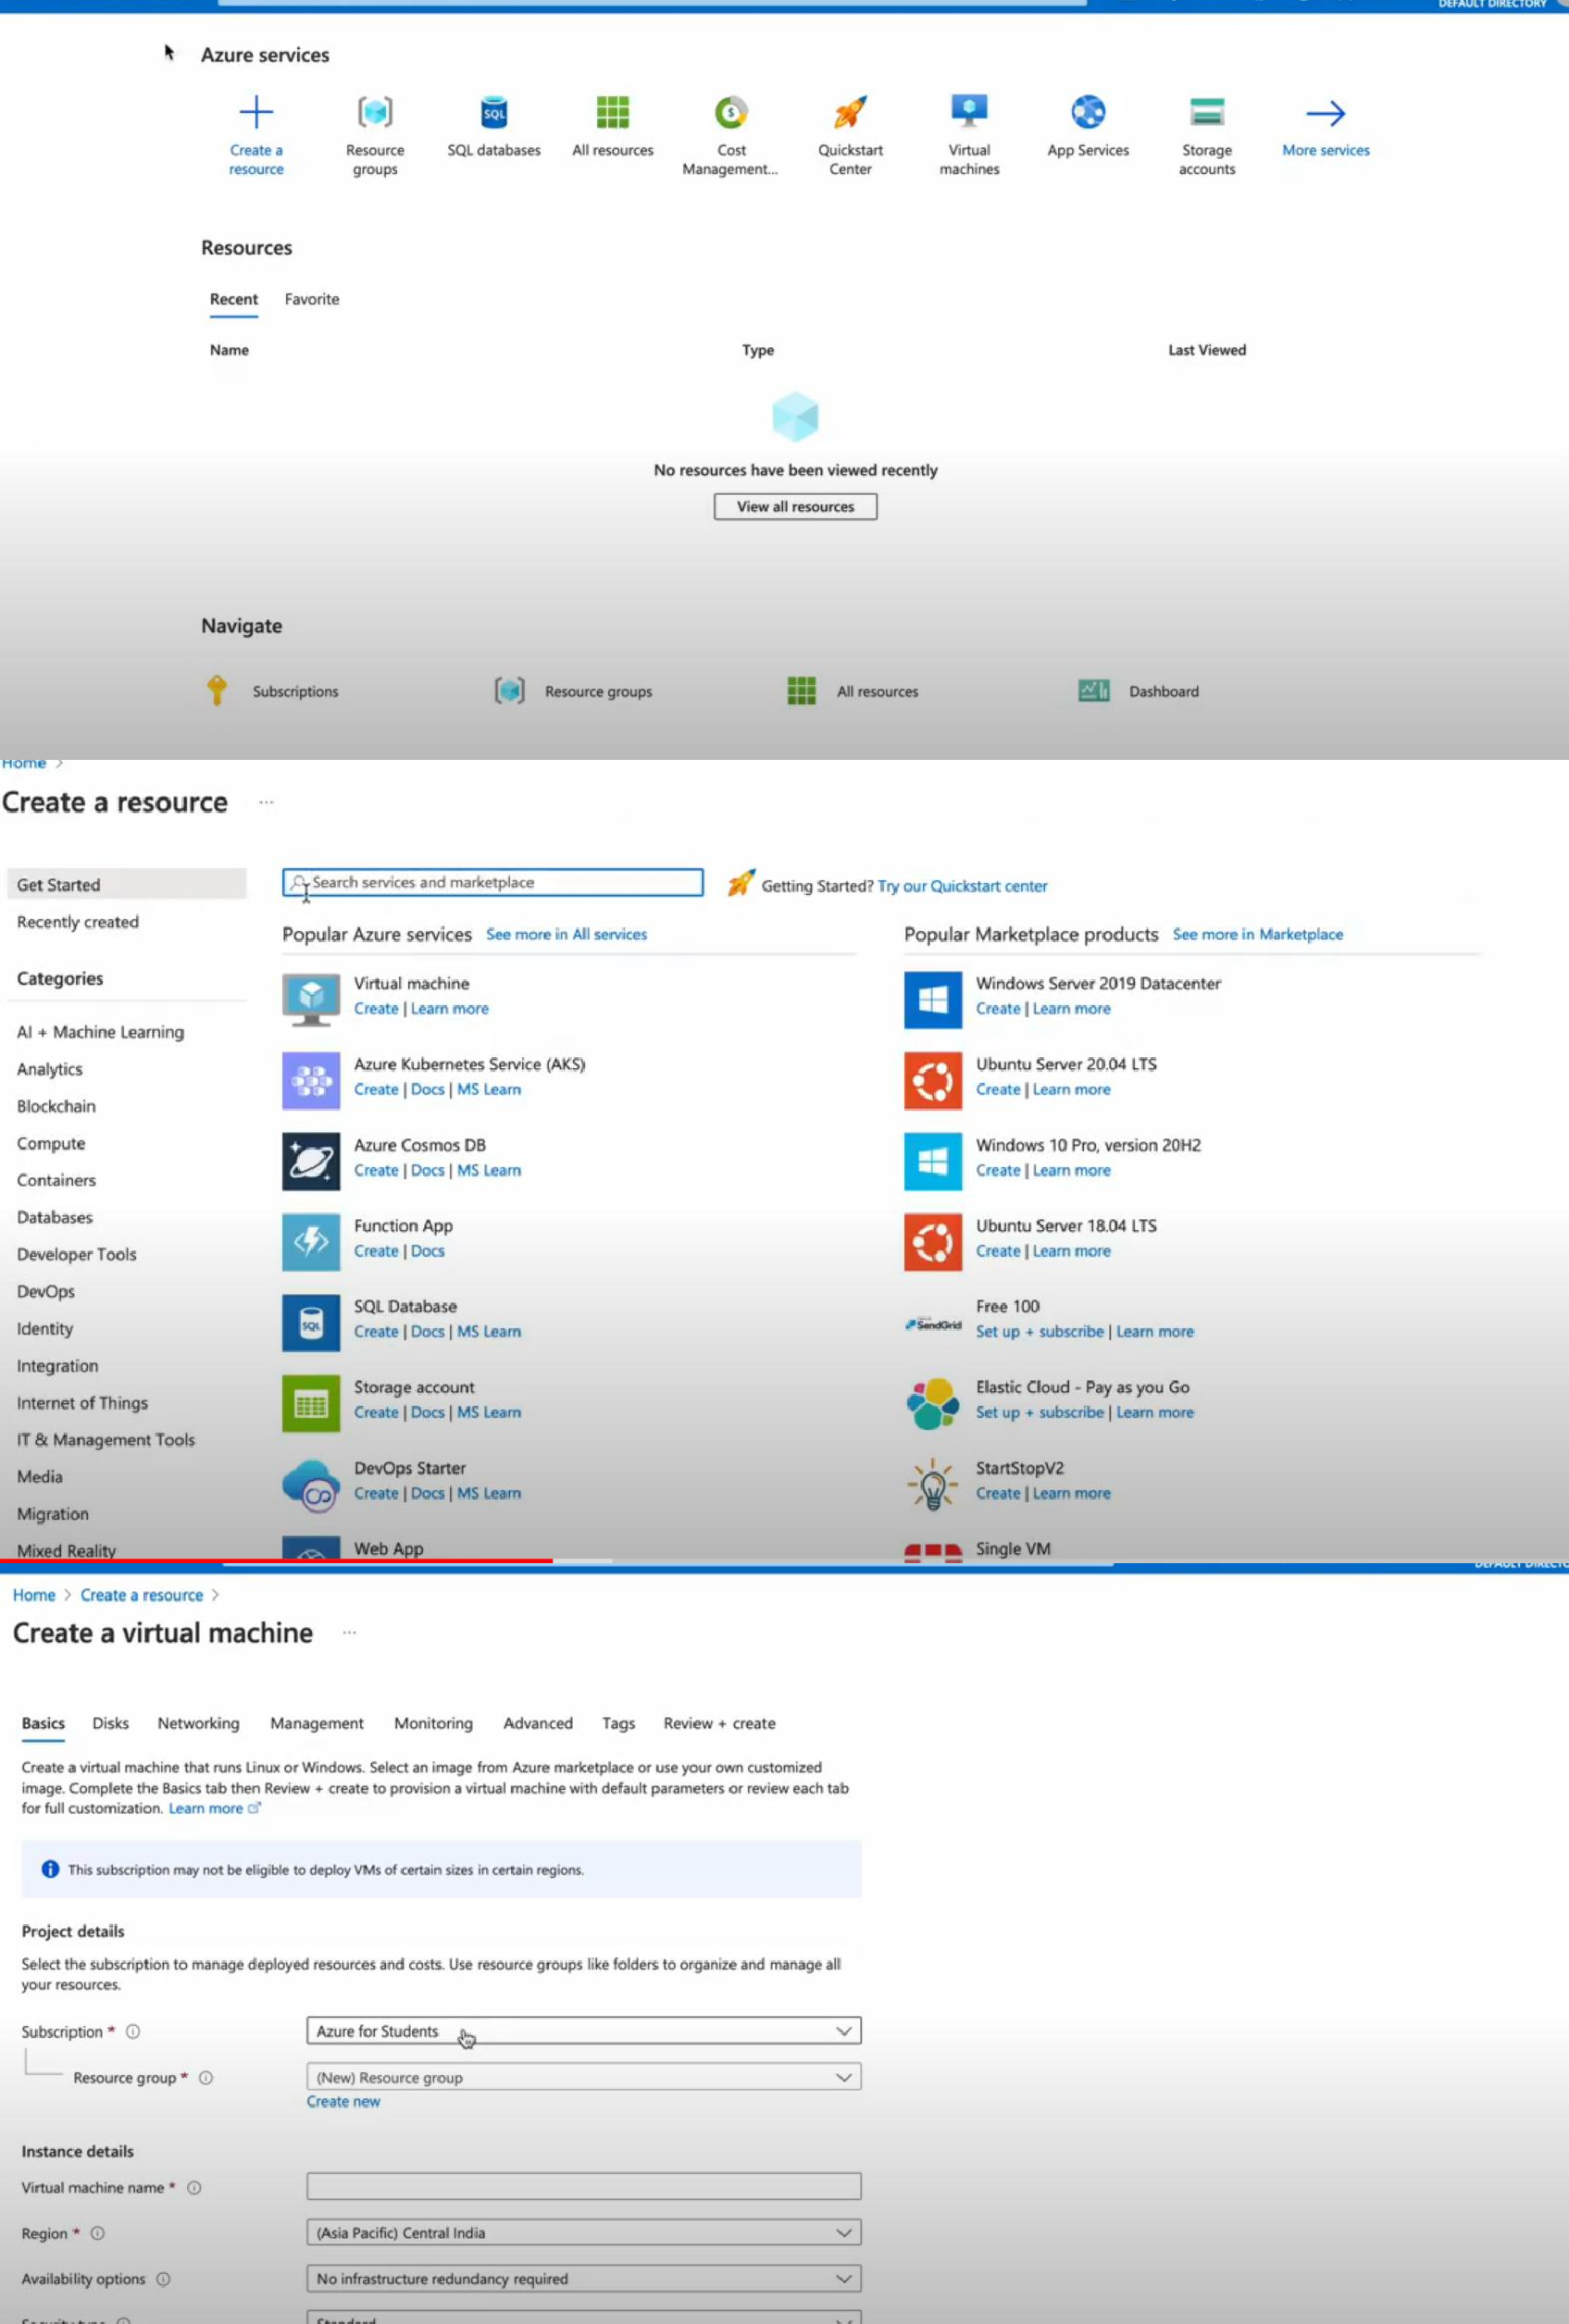 DEFAULT DIRECTORY
Azure services
Create a resource
Resource groups
SQL databases
All resources
Cost Management...
Quickstart Center
Virtual machines
App Services
Storage accounts
More services
Resources
Recent Favorite
Name Type Last Viewed
No resources have been viewed recently
View all resources
Navigate
Subscriptions Resource groups All resources Dashboard
Home >
Create a resource ...
Get Started
Recently created
Categories
AI + Machine Learning
Analytics
Blockchain
Compute
Containers
Databases
Developer Tools
DevOps
Identity
Integration
Internet of Things
IT & Management Tools
Media
Migration
Mixed Reality
Search services and marketplace
Getting Started? Try our Quickstart center
Popular Azure services See more in All services
Virtual machine
Create | Learn more
Azure Kubernetes Service (AKS)
Create | Docs | MS Learn
Azure Cosmos DB
Create | Docs | MS Learn
Function App
Create | Docs
SQL
SQL Database
Create | Docs | MS Learn
Storage account
Create | Docs | MS Learn
DevOps Starter
Create | Docs | MS Learn
Web App
Popular Marketplace products See more in Marketplace
Windows Server 2019 Datacenter
Create | Learn more
Ubuntu Server 20.04 LTS
Create | Learn more
Windows 10 Pro, version 20H2
Create | Learn more
Ubuntu Server 18.04 LTS
Create | Learn more
SendGrid
Free 100
Set up + subscribe | Learn more
Elastic Cloud - Pay as you Go
Set up + subscribe | Learn more
StartStopV2
Create | Learn more
Single VM
Home > Create a resource >
Create a virtual machine ...
Basics Disks Networking Management Monitoring Advanced Tags Review + create
Create a virtual machine that runs Linux or Windows. Select an image from Azure marketplace or use your own customized
image. Complete the Basics tab then Review + create to provision a virtual machine with default parameters or review each tab
for full customization. Learn more
This subscription may not be eligible to deploy VMs of certain sizes in certain regions.
Project details
Select the subscription to manage deployed resources and costs. Use resource groups like folders to organize and manage all
your resources.
Subscription * Azure for Students
Resource group * (New) Resource group
Create new
Instance details
Virtual machine name *
Region * (Asia Pacific) Central India
Availability options No infrastructure redundancy required
Security type Standard